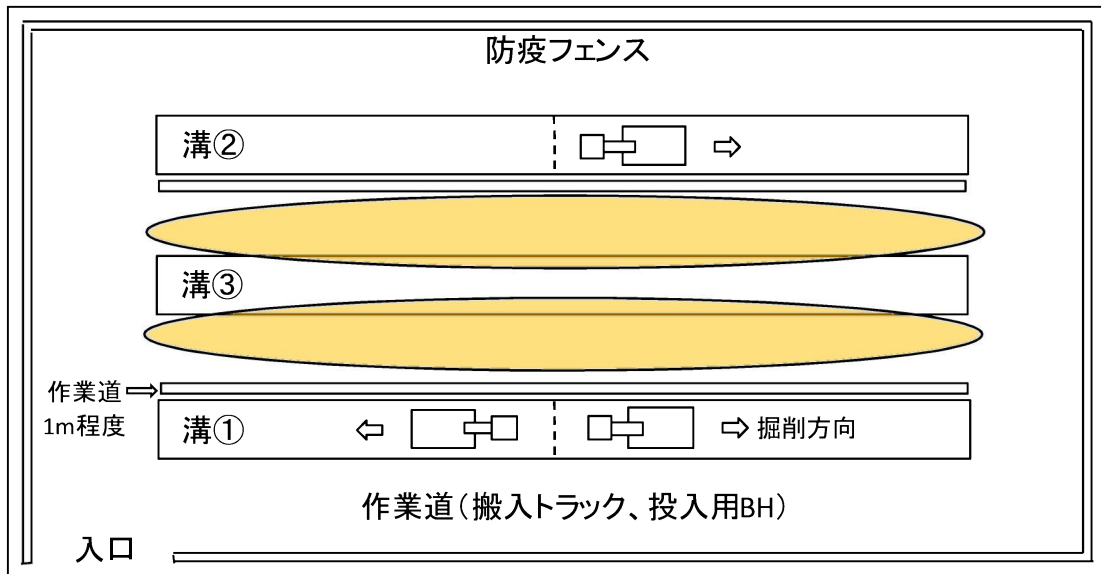 防疫フェンス
溝②
溝③
作業道
1m程度
溝①
掘削方向
作業道(搬入トラック、投入用BH)
入口